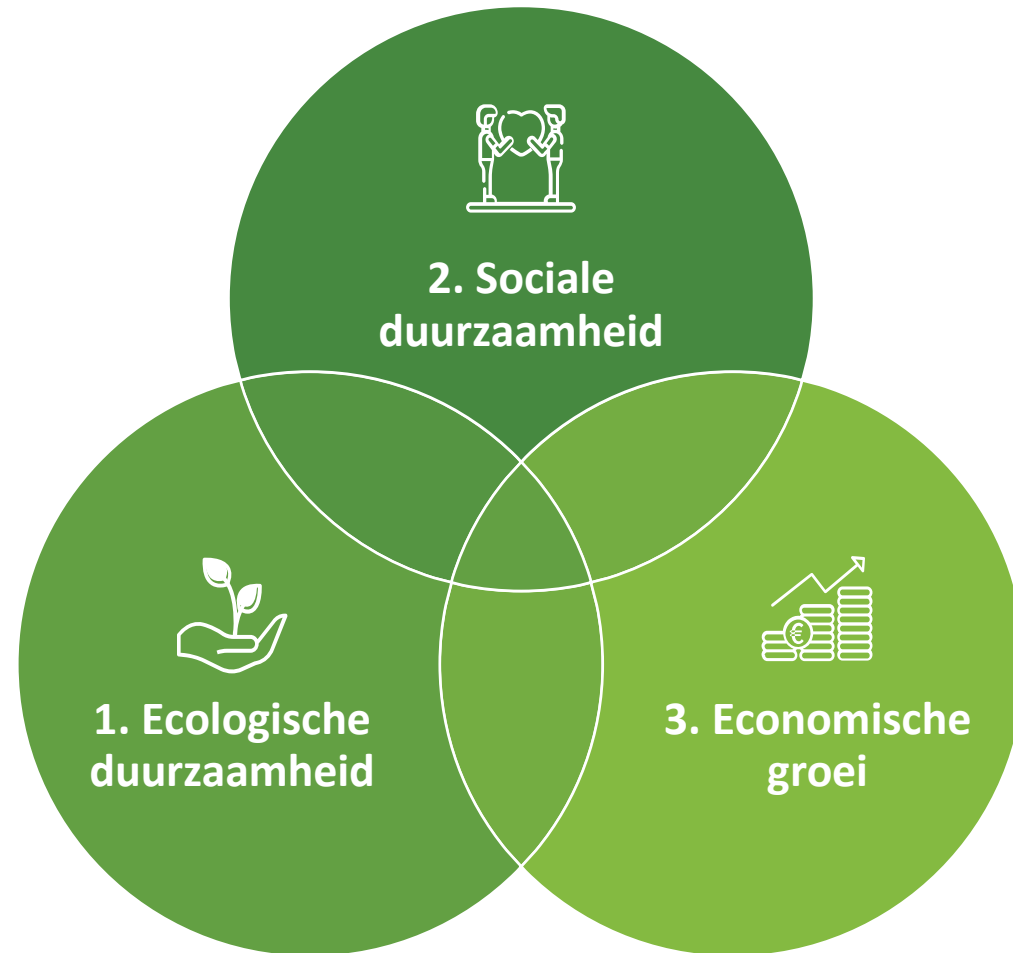 2. Sociale
duurzaamheid
1. Ecologische
duurzaamheid
3. Economische
groei
€